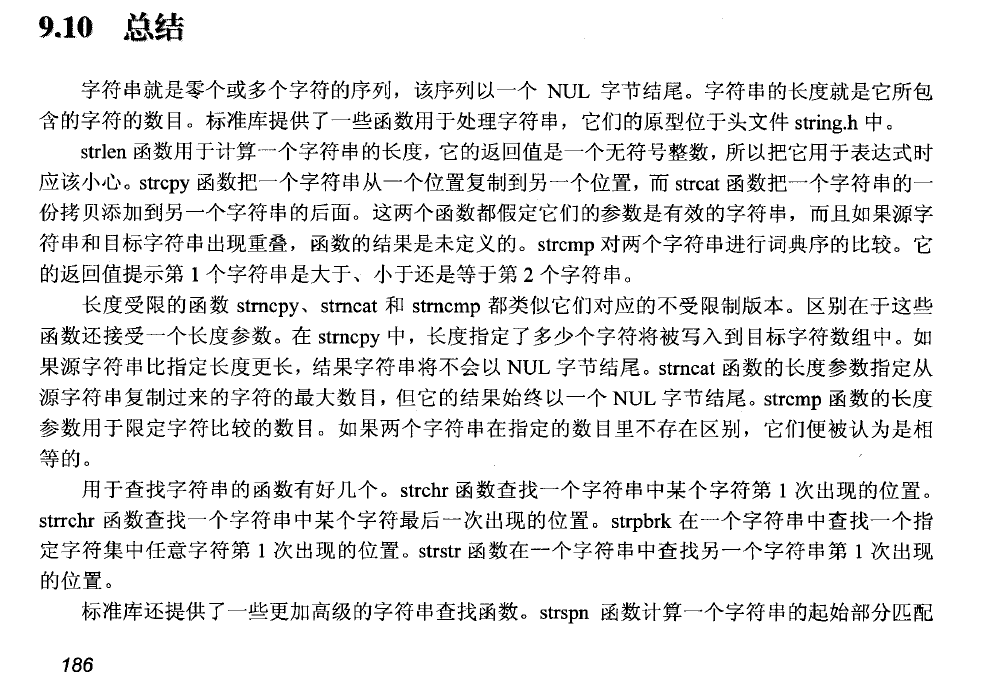 9.10 总结
字符串就是零个或多个字符的序列，该序列以一个 NUL 字节结尾。字符串的长度就是它所包
含的字符的数目。标准库提供了一些函数用于处理字符串，它们的原型位于头文件 string.h 中。
strlen 函数用于计算一个字符串的长度，它的返回值是一个无符号整数，所以把它用于表达式时
应该小心。strcpy 函数把一个字符串从一个位置复制到另一个位置，而 strcat 函数把一个字符串的一
份拷贝添加到另一个字符串的后面。这两个函数都假定它们的参数是有效的字符串，而且如果源字
符串和目标字符串出现重叠，函数的结果是未定义的。strcmp 对两个字符串进行词典序的比较。它
的返回值提示第 1 个字符串是大于、小于还是等于第 2 个字符串。
长度受限的函数 strncpy、strncat 和 strncmp 都类似它们对应的不受限制版本。区别在于这些
函数还接受一个长度参数。在 strncpy 中，长度指定了多少个字符将被写入到目标字符数组中。如
果源字符串比指定长度更长，结果字符串将不会以 NUL 字节结尾。strncat 函数的长度参数指定从
源字符串复制过来的字符的最大数目，但它的结果始终以一个 NUL 字节结尾。strcmp 函数的长度
参数用于限定字符比较的数目。如果两个字符串在指定的数目里不存在区别，它们便被认为是相
等的。
用于查找字符串的函数有好几个。strchr 函数查找一个字符串中某个字符第 1 次出现的位置。
strrchr 函数查找一个字符串中某个字符最后一次出现的位置。strpbrk 在一个字符串中查找一个指
定字符集中任意字符第 1 次出现的位置。strstr 函数在一个字符串中查找另一个字符串第 1 次出现
的位置。
标准库还提供了一些更加高级的字符串查找函数。strspn 函数计算一个字符串的起始部分匹配
186